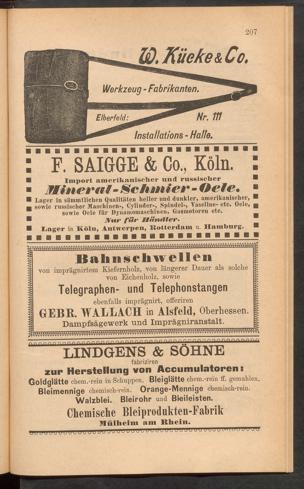 207
W. Kücke & Co.
Werkzeug-Fabrikanten.
Elberfeld: Nr. 111
Installations-Halle.
F. SAIGGE & Co., Köln.
Import amerikanischer und russischer
Mineral-Schmier-Oele.
Lager in sämmtlichen Qualitäten heller und dunkler, amerikanischer,
sowie russischer Maschinen-, Cylinder-, Spindel-, Vaseline- etc. Oele,
sowie Oele für Dynamomaschinen, Gasmotoren etc.
Nur für Händler.
Lager in Köln, Antwerpen, Rotterdam u. Hamburg.
Bahnschwellen
von imprägnirtem Kiefernholz, von längerer Dauer als solche
von Eichenholz, sowie
Telegraphen- und Telephonstangen
ebenfalls imprägnirt, offeriren
GEBR. WALLACH in Alsfeld, Oberhessen.
Dampfsägewerk und Imprägniranstalt.
LINDGENS & SÖHNE
fabriziren
zur Herstellung von Accumulatoren:
Goldglätte chem. rein in Schuppen. Bleiglätte chem. rein ff. gemahlen.
Bleimennige chemisch-rein. Orange-Mennige chemisch-rein.
Walzblei. Bleirohr und Bleileisten.
Chemische Bleiprodukten-Fabrik
Mülheim am Rhein.